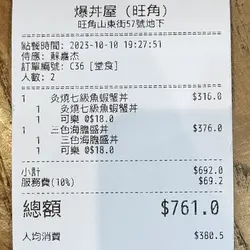 爆丼屋 (旺角)
旺角山東街57號地下
點餐時間: 2023-10-10 19:27:51
侍應: 蘇嘉杰
訂單編號: C36 [堂食]
人數: 2
1 灸燒七級魚蝦蟹丼 $316.0
1 灸燒七級魚蝦蟹丼
1 可樂 @$18.0
1 三色海膽盛丼 $376.0
1 三色海膽盛丼
1 可樂 @$18.0
小計 $692.0
服務費(10%) $69.2
總額 $761.0
人均消費 $380.5